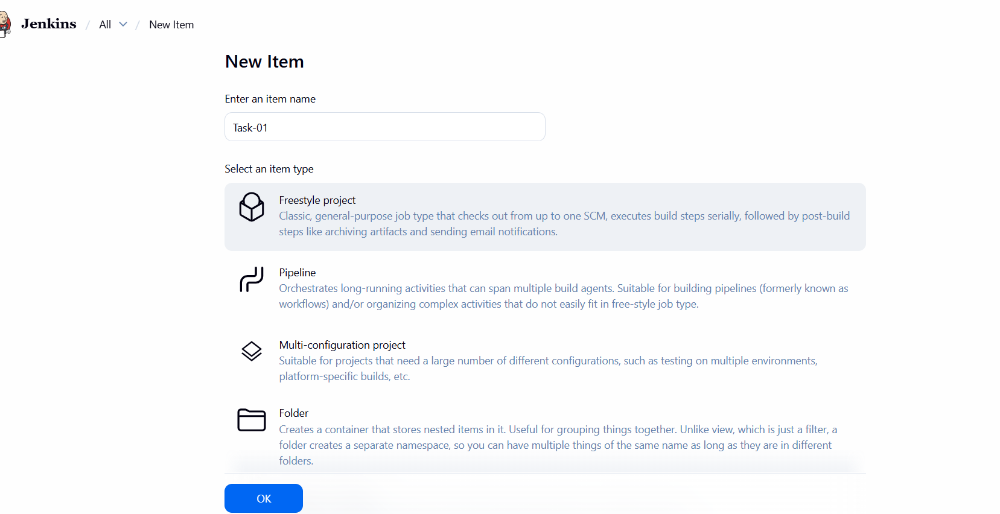 Jenkins / All / New Item
New Item
Enter an item name
Task-01
Select an item type
Freestyle project
Classic, general-purpose job type that checks out from up to one SCM, executes build steps serially, followed by post-build
steps like archiving artifacts and sending email notifications.
Pipeline
Orchestrates long-running activities that can span multiple build agents. Suitable for building pipelines (formerly known as
workflows) and/or organizing complex activities that do not easily fit in free-style job type.
Multi-configuration project
Suitable for projects that need a large number of different configurations, such as testing on multiple environments,
platform-specific builds, etc.
Folder
Creates a container that stores nested items in it. Useful for grouping things together. Unlike view, which is just a filter, a
folder creates a separate namespace, so you can have multiple things of the same name as long as they are in different
folders.
OK